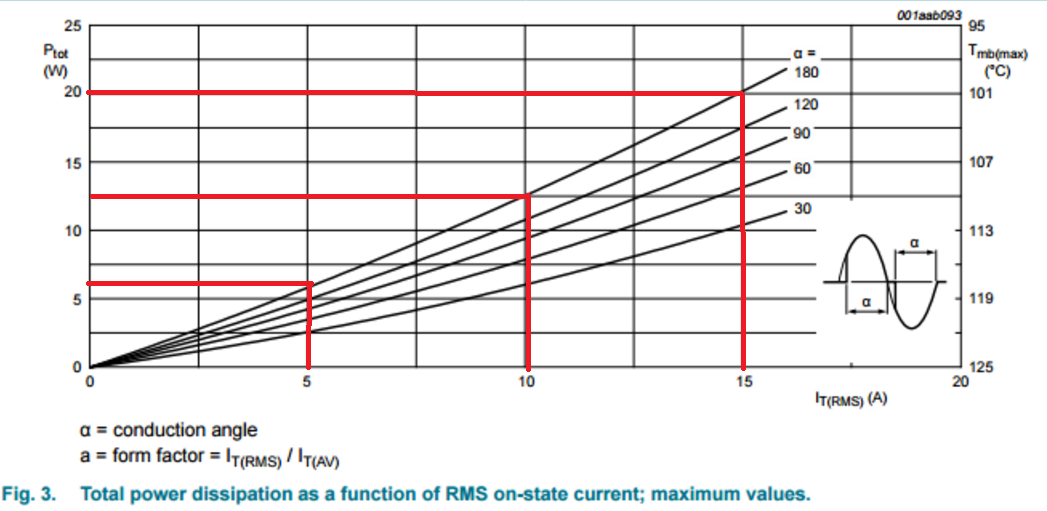 001aab093
25
95
Ptot
(W)
α =
Tmb(max)
(°C)
180
20
101
120
90
15
107
60
30
10
113
α
α
5
119
0
125
0
5
10
15
20
IT(RMS) (A)
α = conduction angle
a = form factor = IT(RMS) / IT(AV)
Fig. 3. Total power dissipation as a function of RMS on-state current; maximum values.